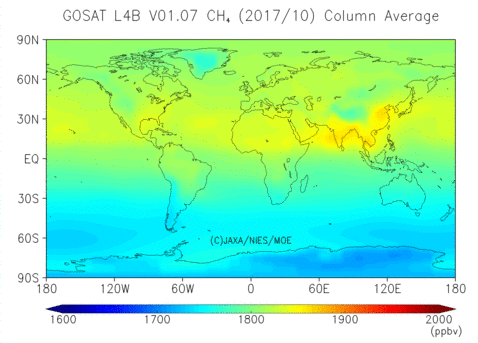 GOSAT L4B V01.07 CH₄ (2017/10) Column Average
90N
60N
30N
EQ
30S
60S
90S
(C)JAXA/NIES/MOE
180 120W 60W 0 60E 120E 180
1600 1700 1800 1900 2000
(ppbv)